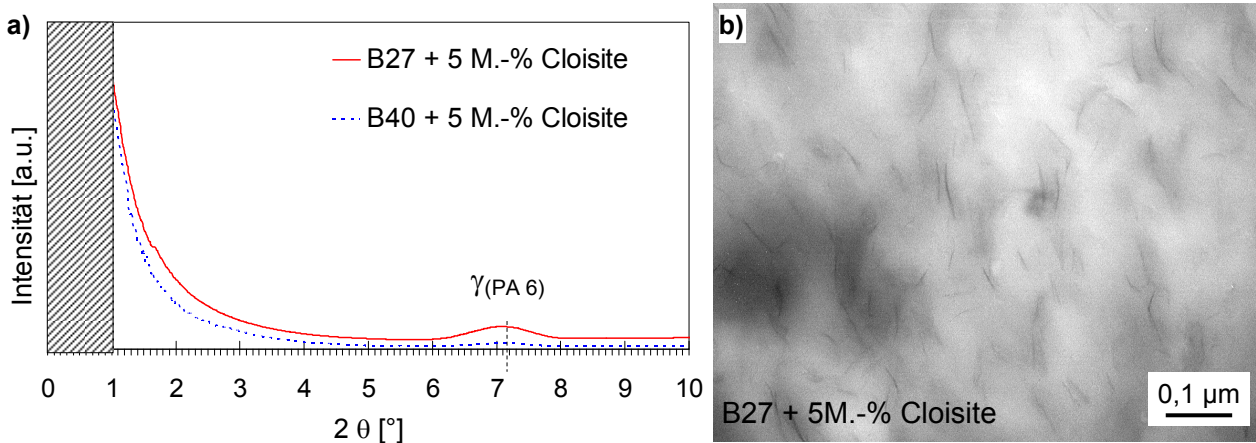 a)
B27 + 5 M.-% Cloisite
B40 + 5 M.-% Cloisite
Intensität [a.u.]
γ(PA 6)
0 1 2 3 4 5 6 7 8 9 10
2 θ [°]
b)
B27 + 5M.-% Cloisite
0,1 µm